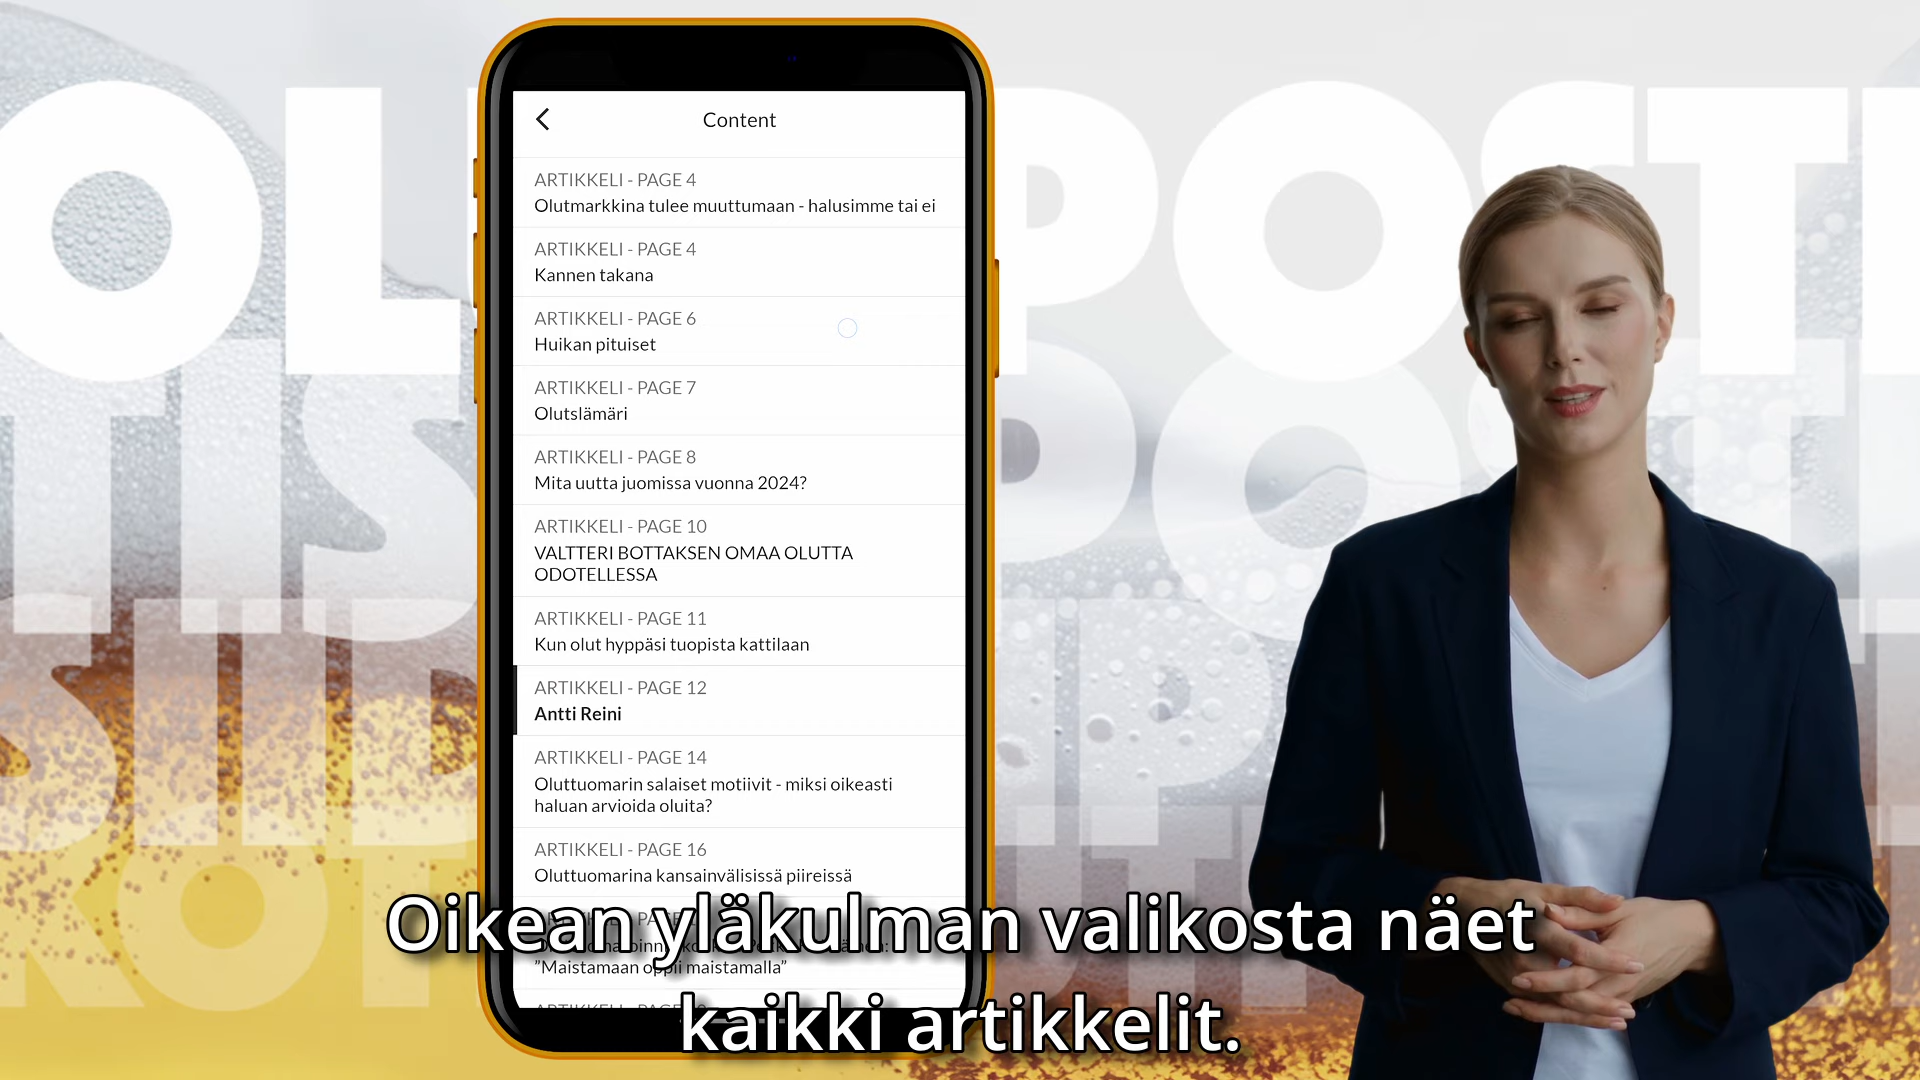 Content
ARTIKKELI - PAGE 4
Olutmarkkina tulee muuttumaan - halusimme tai ei
ARTIKKELI - PAGE 4
Kannen takana
ARTIKKELI - PAGE 6
Huikan pituiset
ARTIKKELI - PAGE 7
Olutslämäri
ARTIKKELI - PAGE 8
Mita uutta juomissa vuonna 2024?
ARTIKKELI - PAGE 10
VALTTERI BOTTAKSEN OMAA OLUTTA
ODOTELLESSA
ARTIKKELI - PAGE 11
Kun olut hyppäsi tuopista kattilaan
ARTIKKELI - PAGE 12
Antti Reini
ARTIKKELI - PAGE 14
Oluttuomarin salaiset motiivit - miksi oikeasti
haluan arvioida oluita?
ARTIKKELI - PAGE 16
Oluttuomarina kansainvälisissä piireissä
"Maistamaan oppii maistamalla"
Oikean yläkulman valikosta näet
kaikki artikkelit.